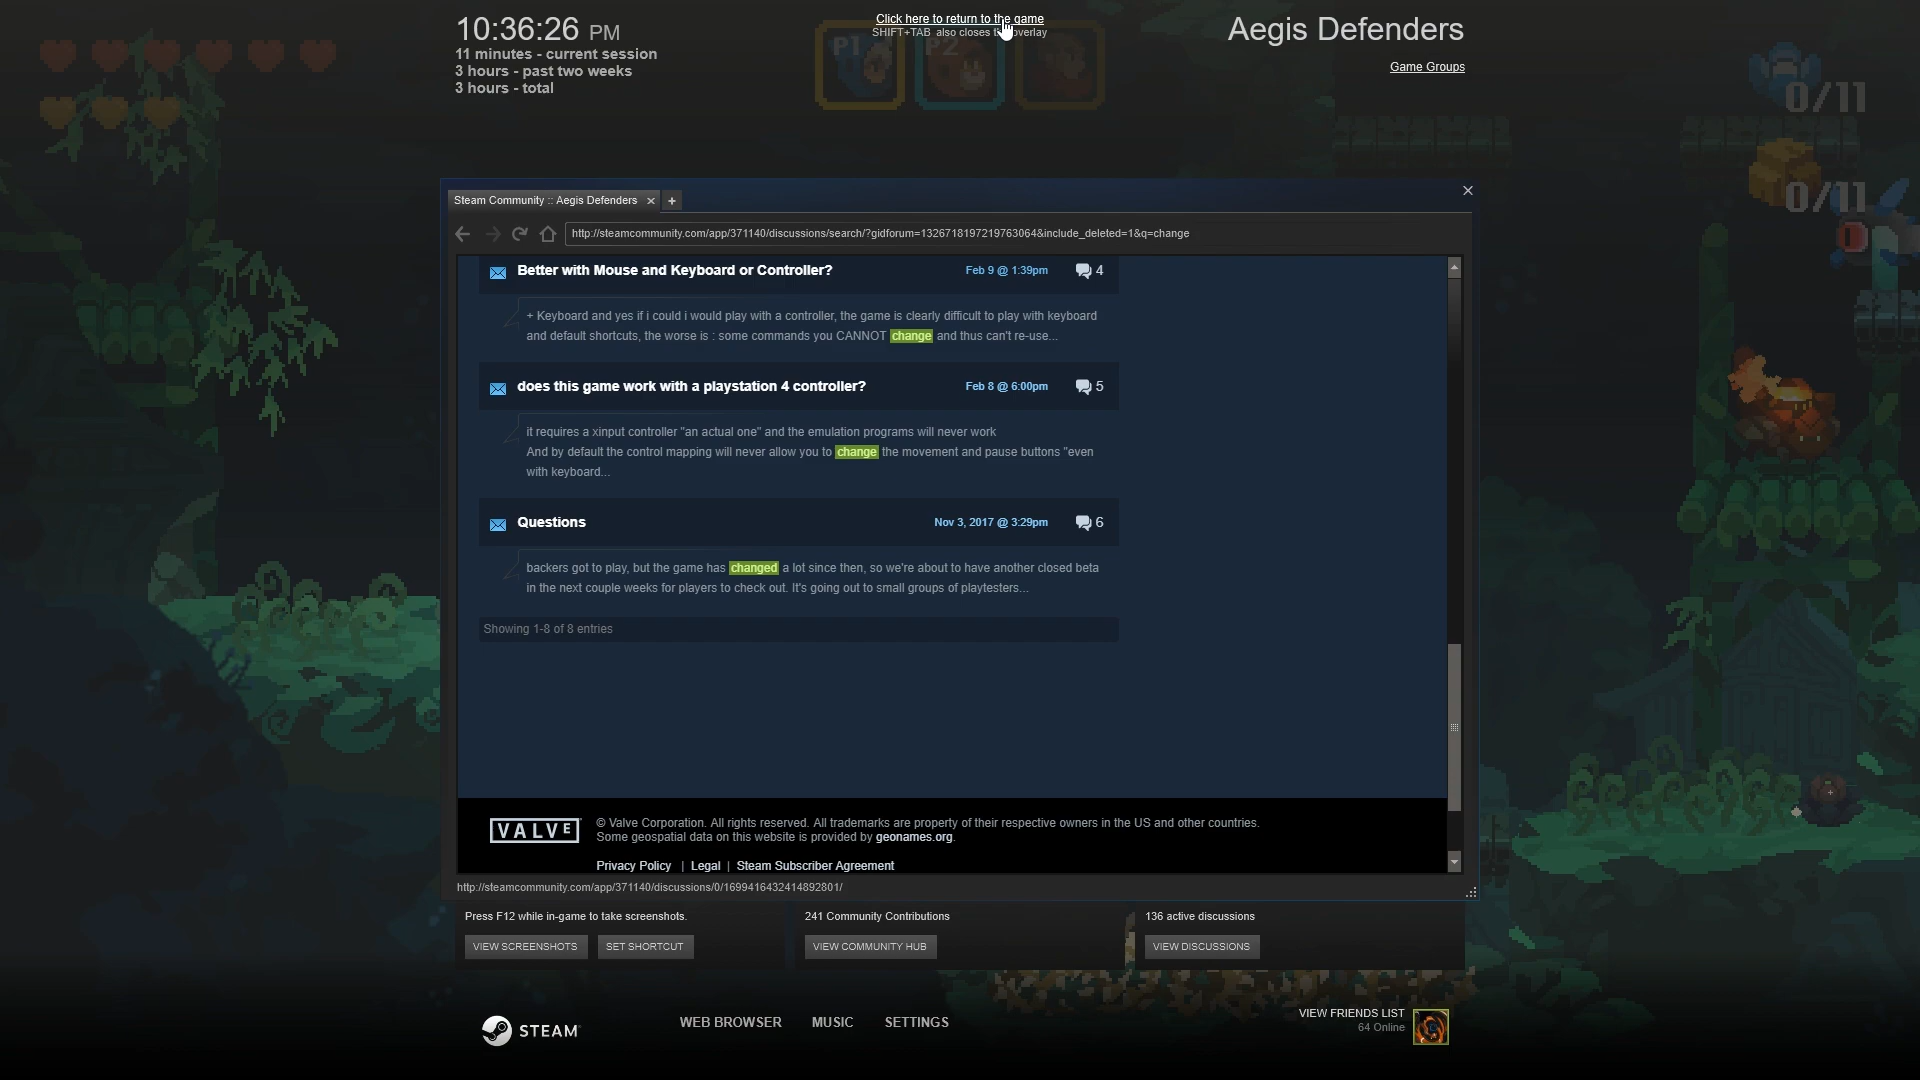 10:36:26 PM
11 minutes - current session
3 hours - past two weeks
3 hours - total
Click here to return to the game
SHIFT+TAB also closes the overlay
P1
P2
Aegis Defenders
Game Groups
0/11
0/11
Steam Community :: Aegis Defenders
http://steamcommunity.com/app/371140/discussions/search/?gidforum=1326718197219763064&include_deleted=1&q=change
Better with Mouse and Keyboard or Controller? Feb 9 @ 1:39pm 4
+ Keyboard and yes if i could i would play with a controller, the game is clearly difficult to play with keyboard
and default shortcuts, the worse is : some commands you CANNOT change and thus can't re-use...
does this game work with a playstation 4 controller? Feb 8 @ 6:00pm 5
it requires a xinput controller "an actual one" and the emulation programs will never work
And by default the control mapping will never allow you to change the movement and pause buttons "even
with keyboard...
Questions Nov 3, 2017 @ 3:29pm 6
backers got to play, but the game has changed a lot since then, so we're about to have another closed beta
in the next couple weeks for players to check out. It's going out to small groups of playtesters...
Showing 1-8 of 8 entries
VALVE
© Valve Corporation. All rights reserved. All trademarks are property of their respective owners in the US and other countries.
Some geospatial data on this website is provided by geonames.org.
Privacy Policy | Legal | Steam Subscriber Agreement
http://steamcommunity.com/app/371140/discussions/0/1699416432414892801/
Press F12 while in-game to take screenshots.
VIEW SCREENSHOTS
SET SHORTCUT
241 Community Contributions
VIEW COMMUNITY HUB
136 active discussions
VIEW DISCUSSIONS
STEAM
WEB BROWSER
MUSIC
SETTINGS
VIEW FRIENDS LIST
64 Online